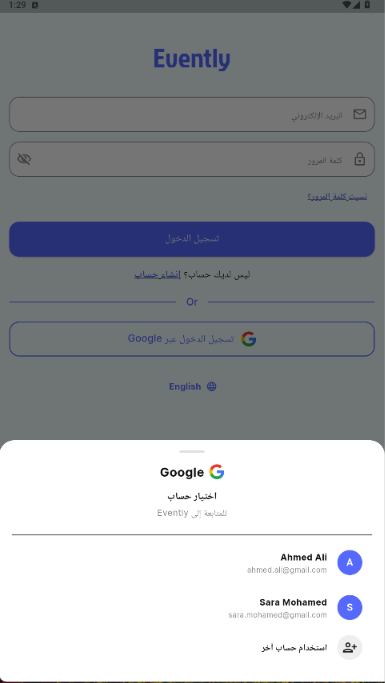 1:29
Evently
البريد الإلكتروني
كلمة المرور
نسيت كلمة المرور؟
تسجيل الدخول
ليس لديك حساب؟ إنشاء حساب
Or
تسجيل الدخول عبر Google
English
Google
اختيار حساب
للمتابعة إلى Evently
Ahmed Ali
A
ahmed.ali@gmail.com
Sara Mohamed
S
sara.mohamed@gmail.com
استخدام حساب آخر